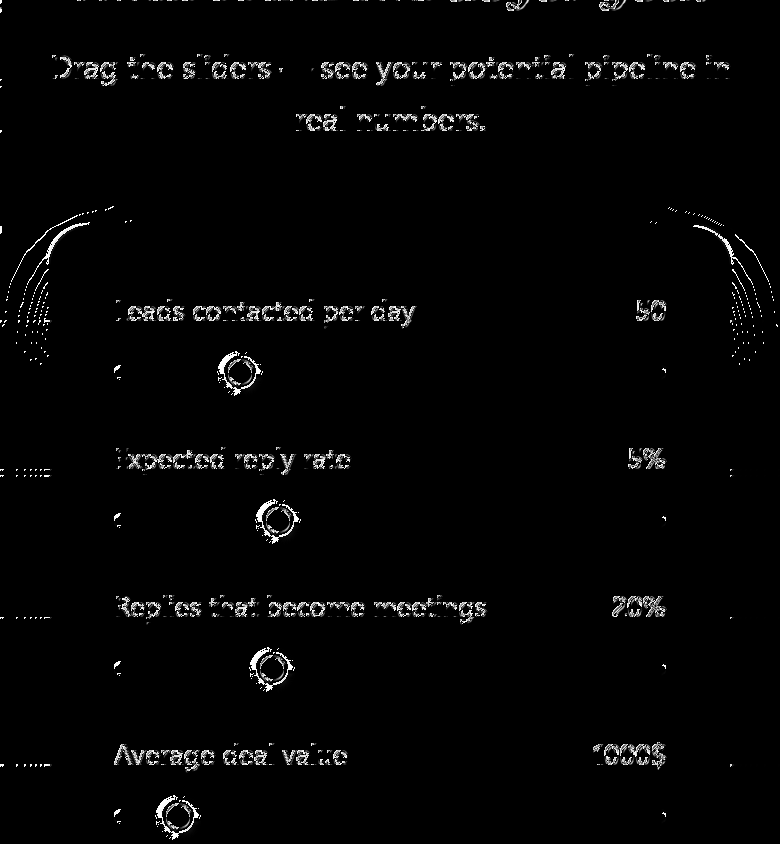 Drag the sliders — see your potential pipeline in
real numbers.
Leads contacted per day 50
Expected reply rate 5%
Replies that become meetings 20%
Average deal value 1000$